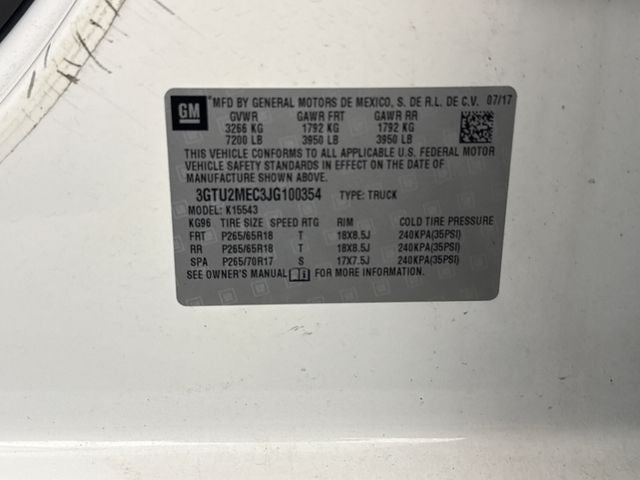 GM MFD BY GENERAL MOTORS DE MEXICO, S. DE R.L. DE C.V. 07/17
GVWR GAWR FRT GAWR RR
3266 KG 1792 KG 1792 KG
7200 LB 3950 LB 3950 LB
THIS VEHICLE CONFORMS TO ALL APPLICABLE U.S. FEDERAL MOTOR
VEHICLE SAFETY STANDARDS IN EFFECT ON THE DATE OF
MANUFACTURE SHOWN ABOVE.
3GTU2MEC3JG100354 TYPE: TRUCK
MODEL: K15543
KG96 TIRE SIZE SPEED RTG RIM COLD TIRE PRESSURE
FRT P265/65R18 T 18X8.5J 240KPA(35PSI)
RR P265/65R18 T 18X8.5J 240KPA(35PSI)
SPA P265/70R17 S 17X7.5J 240KPA(35PSI)
SEE OWNER'S MANUAL FOR MORE INFORMATION.